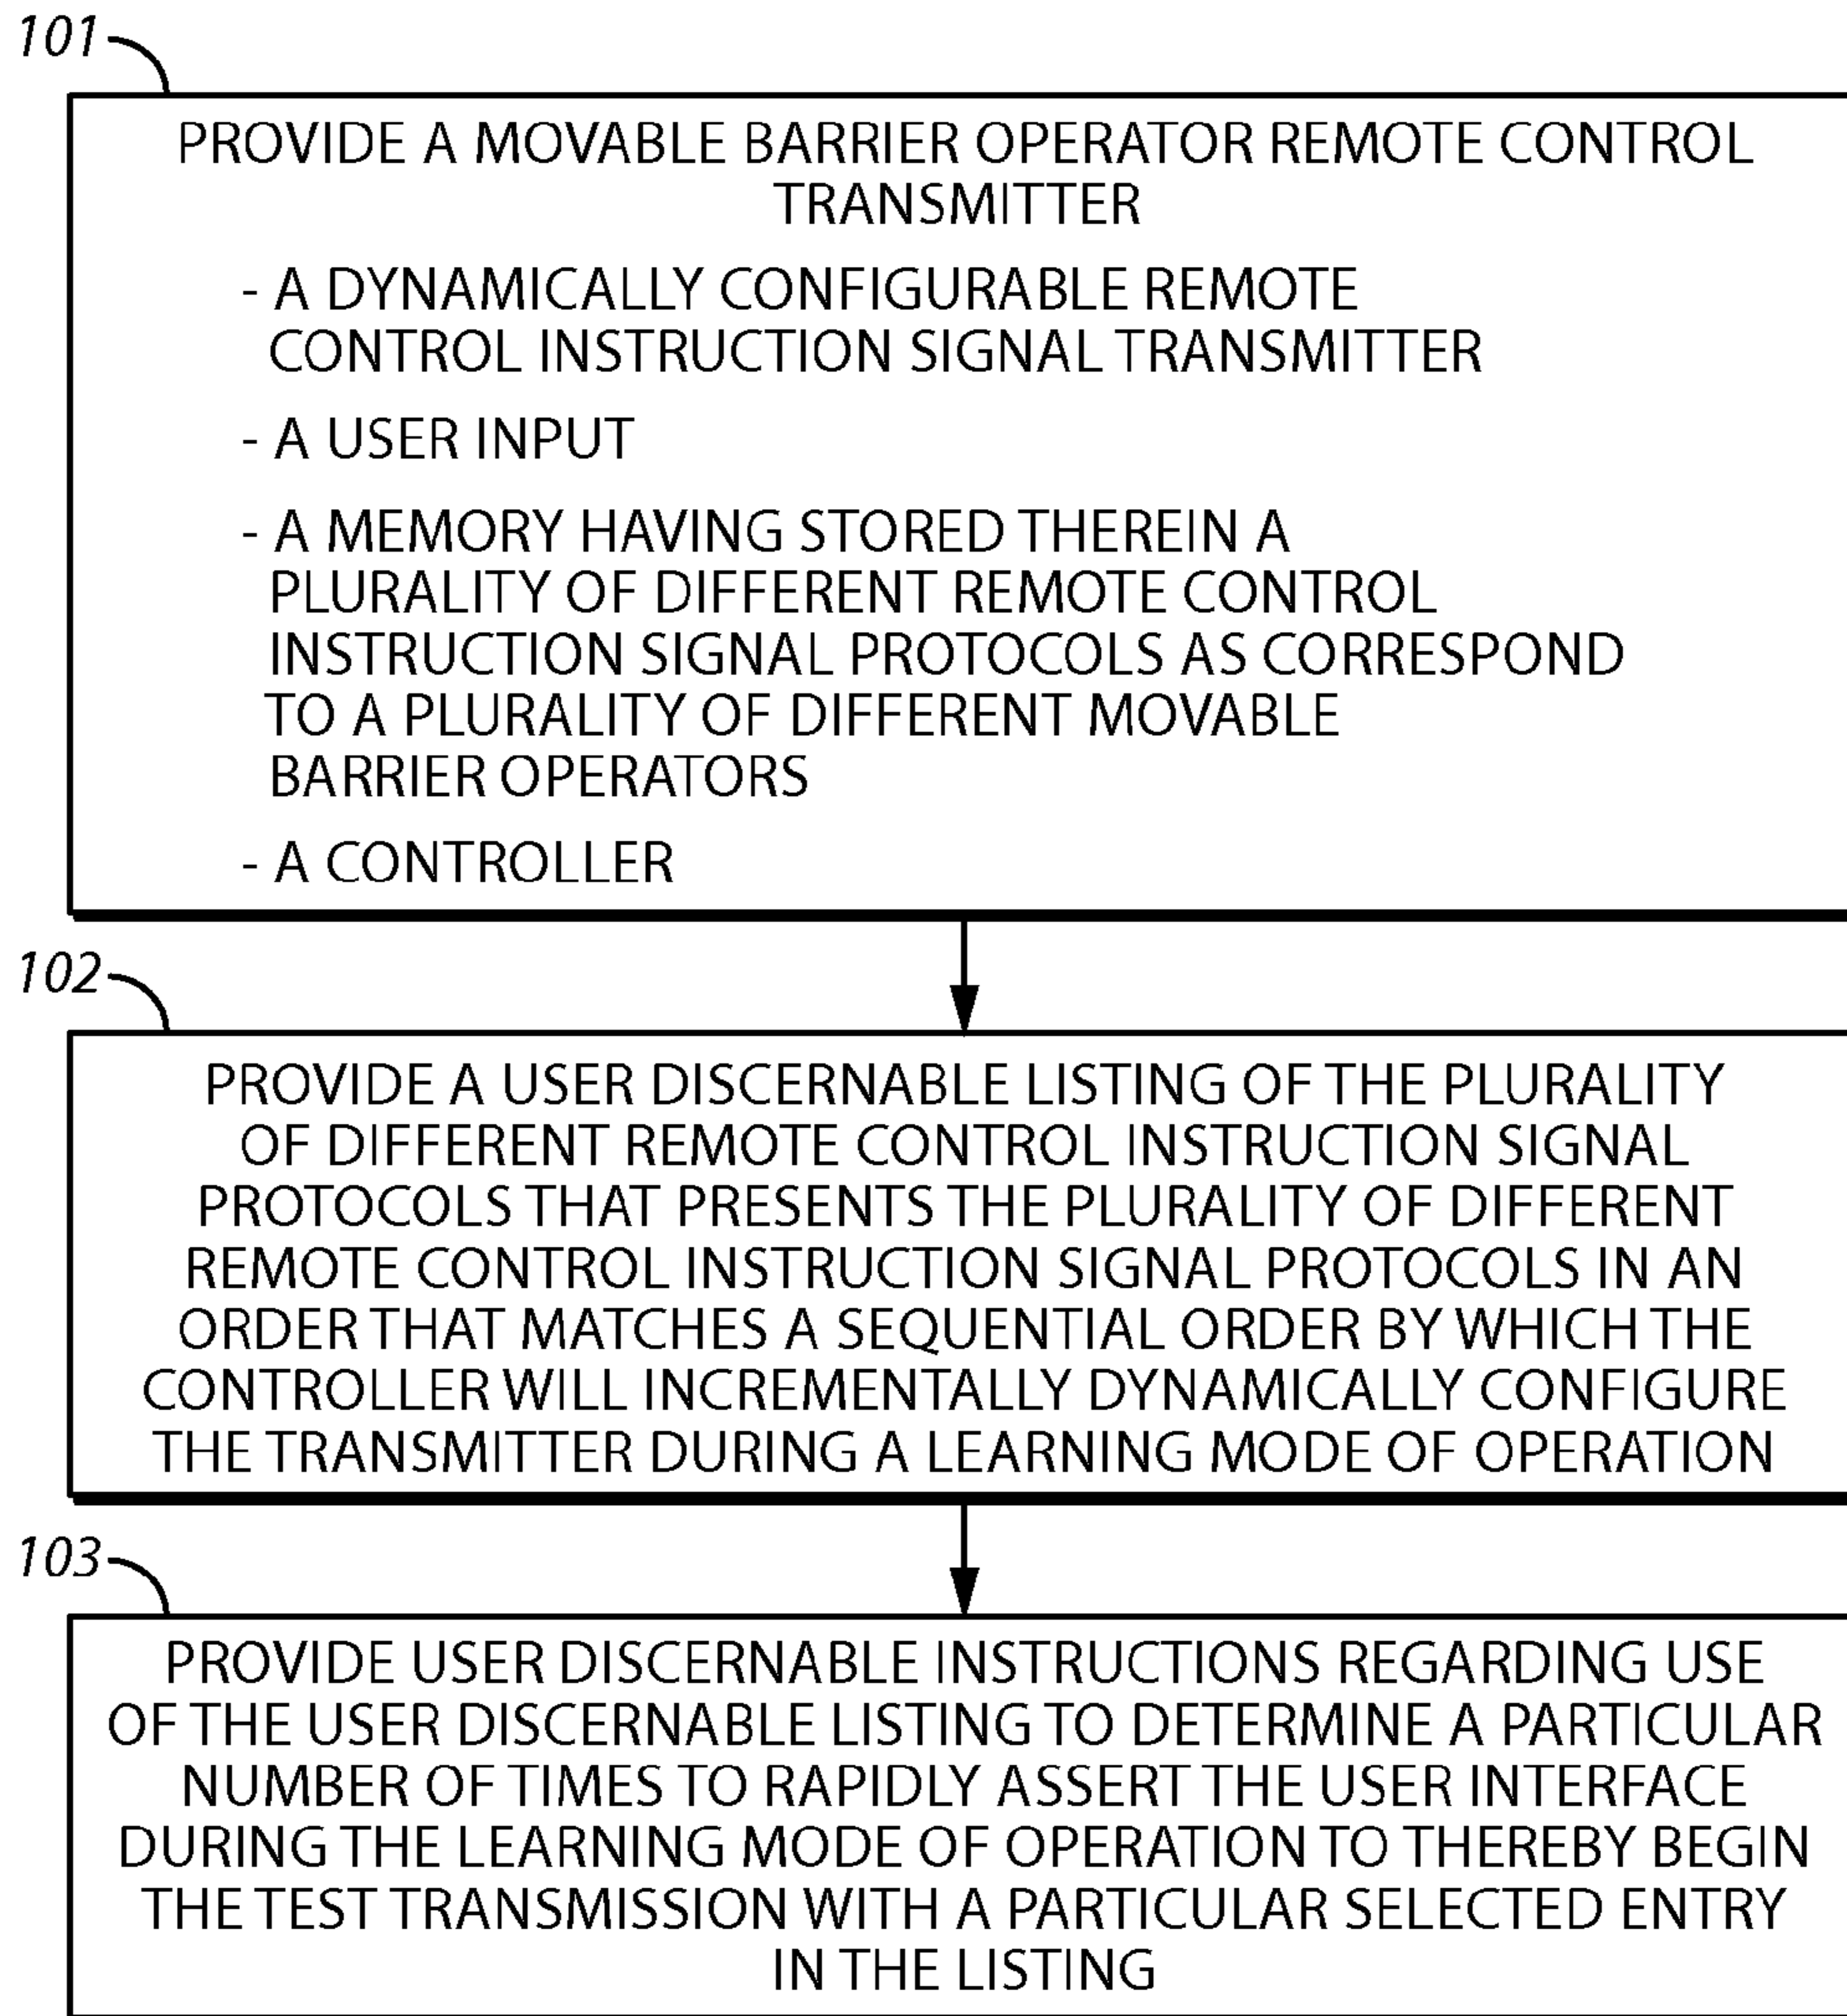 101
PROVIDE A MOVABLE BARRIER OPERATOR REMOTE CONTROL
TRANSMITTER
- A DYNAMICALLY CONFIGURABLE REMOTE
CONTROL INSTRUCTION SIGNAL TRANSMITTER
- A USER INPUT
- A MEMORY HAVING STORED THEREIN A
PLURALITY OF DIFFERENT REMOTE CONTROL
INSTRUCTION SIGNAL PROTOCOLS AS CORRESPOND
TO A PLURALITY OF DIFFERENT MOVABLE
BARRIER OPERATORS
- A CONTROLLER
102
PROVIDE A USER DISCERNABLE LISTING OF THE PLURALITY
OF DIFFERENT REMOTE CONTROL INSTRUCTION SIGNAL
PROTOCOLS THAT PRESENTS THE PLURALITY OF DIFFERENT
REMOTE CONTROL INSTRUCTION SIGNAL PROTOCOLS IN AN
ORDER THAT MATCHES A SEQUENTIAL ORDER BY WHICH THE
CONTROLLER WILL INCREMENTALLY DYNAMICALLY CONFIGURE
THE TRANSMITTER DURING A LEARNING MODE OF OPERATION
103
PROVIDE USER DISCERNABLE INSTRUCTIONS REGARDING USE
OF THE USER DISCERNABLE LISTING TO DETERMINE A PARTICULAR
NUMBER OF TIMES TO RAPIDLY ASSERT THE USER INTERFACE
DURING THE LEARNING MODE OF OPERATION TO THEREBY BEGIN
THE TEST TRANSMISSION WITH A PARTICULAR SELECTED ENTRY
IN THE LISTING